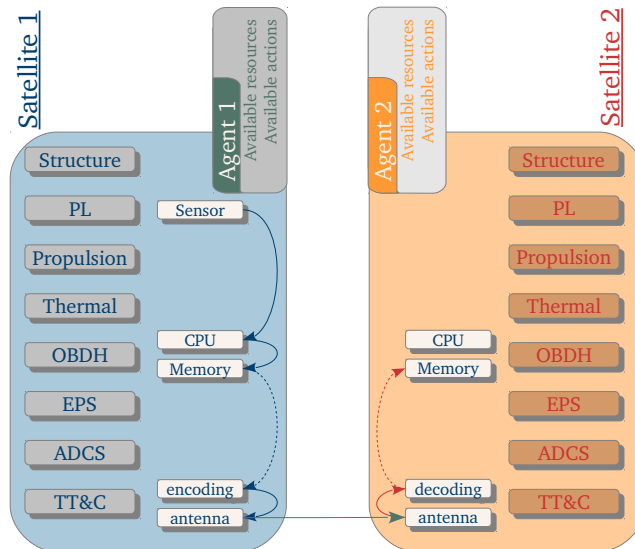 Satellite 1
Agent 1
Available resources
Available actions
Structure
PL
Sensor
Propulsion
Thermal
CPU
OBDH
Memory
EPS
ADCS
encoding
TT&C
antenna
Satellite 2
Agent 2
Available resources
Available actions
Structure
PL
Propulsion
Thermal
CPU
OBDH
Memory
EPS
ADCS
decoding
TT&C
antenna